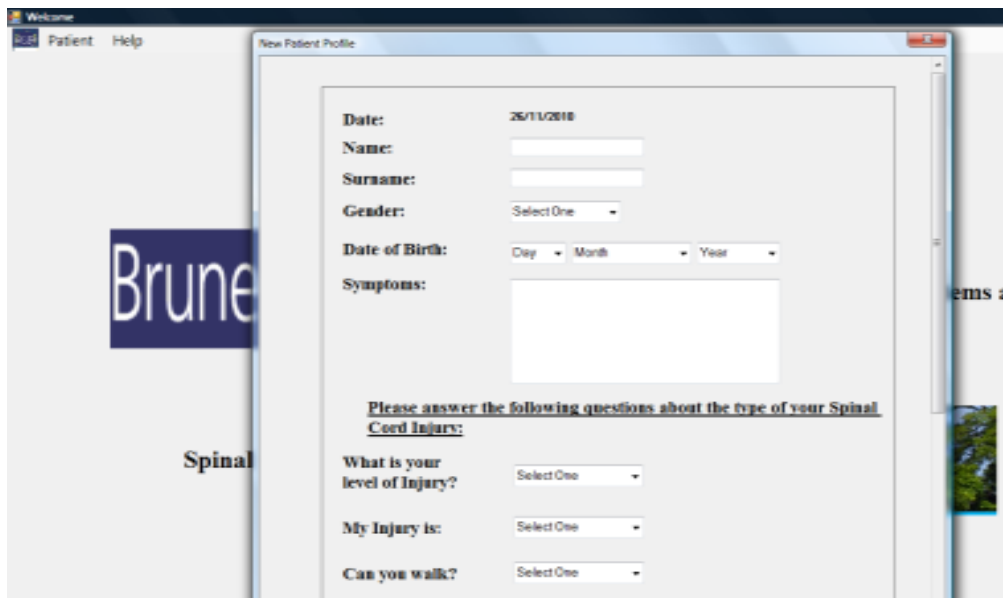 Welcome
Patient Help
New Patient Profile
Date: 26/11/2010
Name:
Surname:
Gender: Select One
Date of Birth: Day Month Year
Symptoms:
Brune
ems a
Please answer the following questions about the type of your Spinal
Cord Injury:
Spinal
What is your
level of Injury? Select One
My Injury is: Select One
Can you walk? Select One